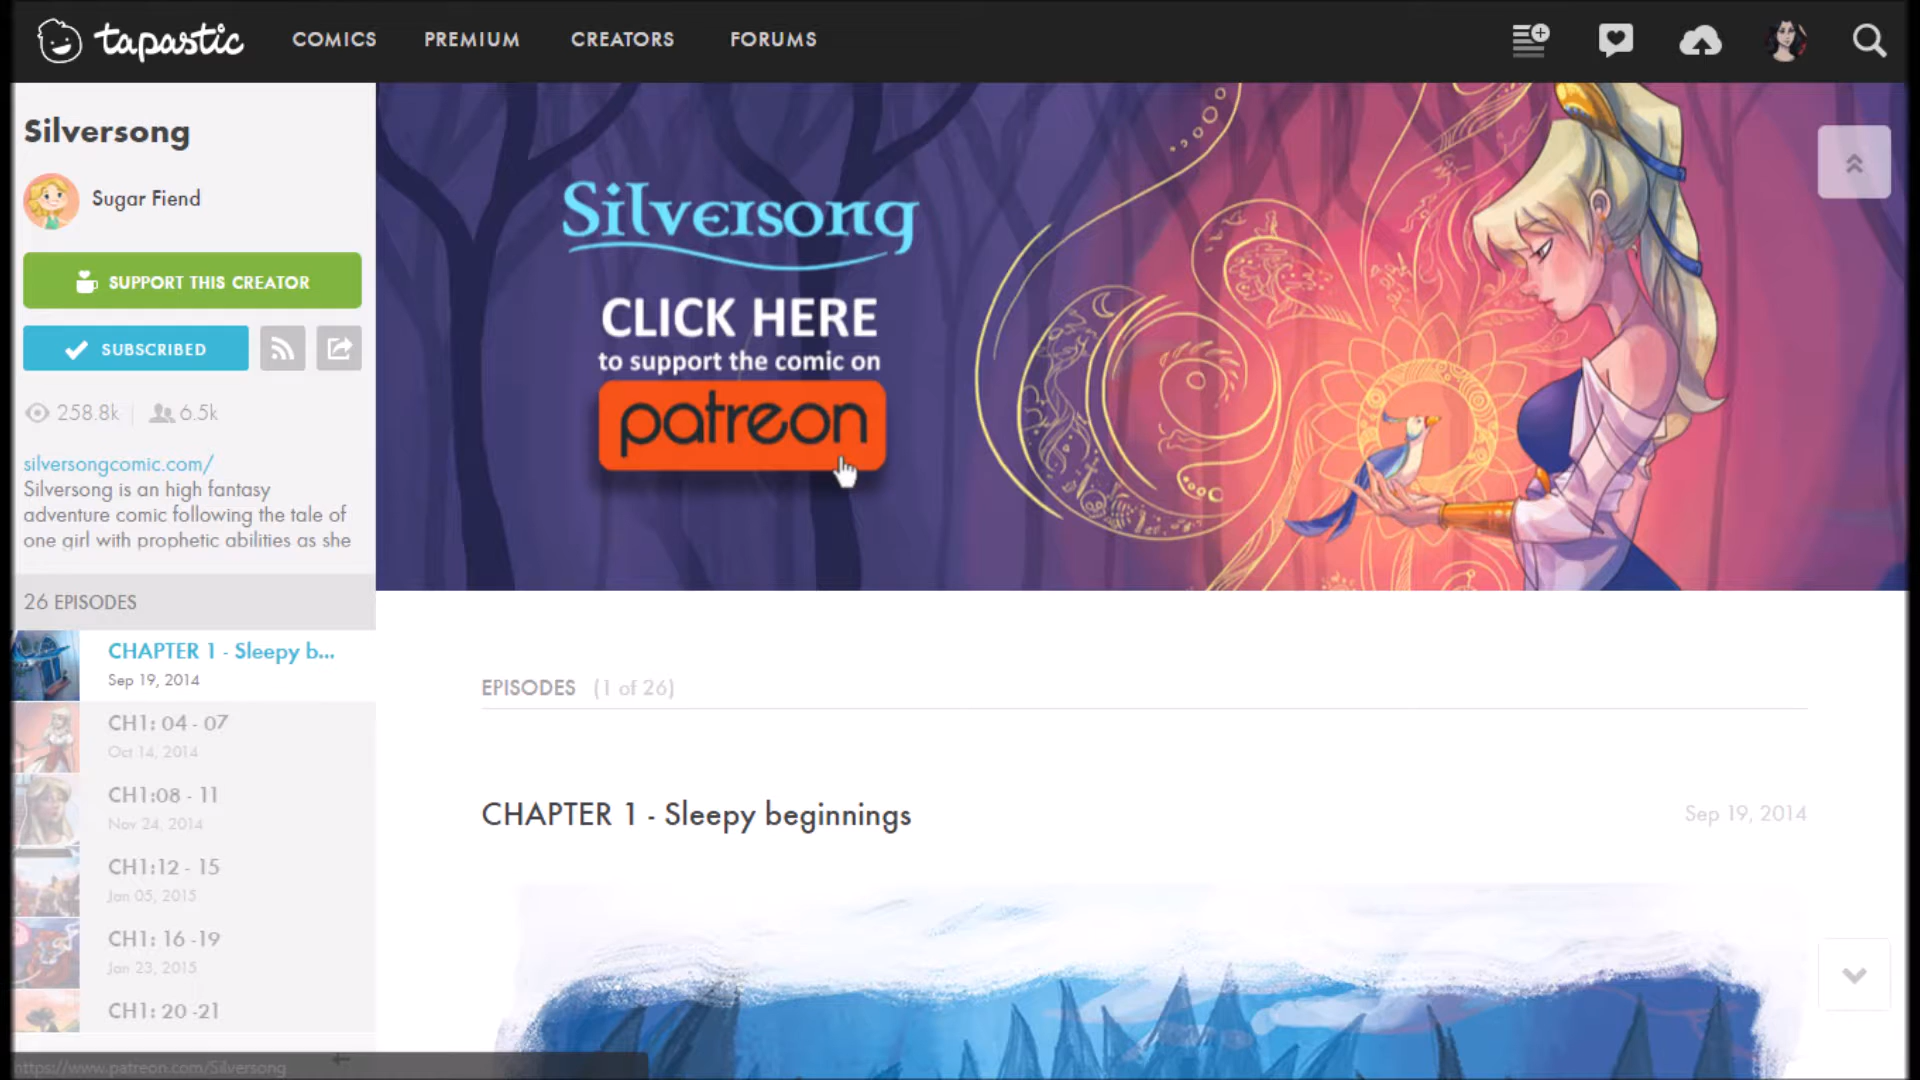 tapastic COMICS PREMIUM CREATORS FORUMS
Silversong
Sugar Fiend
SUPPORT THIS CREATOR
SUBSCRIBED
258.8k 6.5k
silversongcomic.com/
Silversong is an high fantasy
adventure comic following the tale of
one girl with prophetic abilities as she
26 EPISODES
CHAPTER 1 - Sleepy b...
Sep 19, 2014
CH1: 04 - 07
Oct 14, 2014
CH1:08 - 11
Nov 24, 2014
CH1:12 - 15
Jan 05, 2015
CH1: 16 -19
Jan 23, 2015
CH1: 20 -21
https://www.patreon.com/Silversong
Silversong
CLICK HERE
to support the comic on
patreon
EPISODES (1 of 26)
CHAPTER 1 - Sleepy beginnings Sep 19, 2014